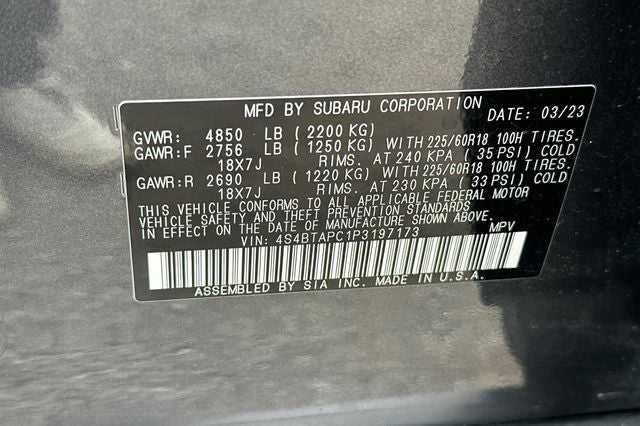 MFD BY SUBARU CORPORATION DATE: 03/23
GVWR: 4850 LB (2200 KG)
GAWR:F 2756 LB (1250 KG) WITH 225/60R18 100H TIRES.
18X7J RIMS. AT 240 KPA (35 PSI) COLD
GAWR:R 2690 LB (1220 KG) WITH 225/60R18 100H TIRES.
18X7J RIMS. AT 230 KPA (33 PSI) COLD
THIS VEHICLE CONFORMS TO ALL APPLICABLE FEDERAL MOTOR
VEHICLE SAFETY, BUMPER, AND THEFT PREVENTION STANDARDS
IN EFFECT ON THE DATE OF MANUFACTURE SHOWN ABOVE.
VIN: 4S4BTAPC1P3197173 MPV
ASSEMBLED BY SIA INC. MADE IN U.S.A.